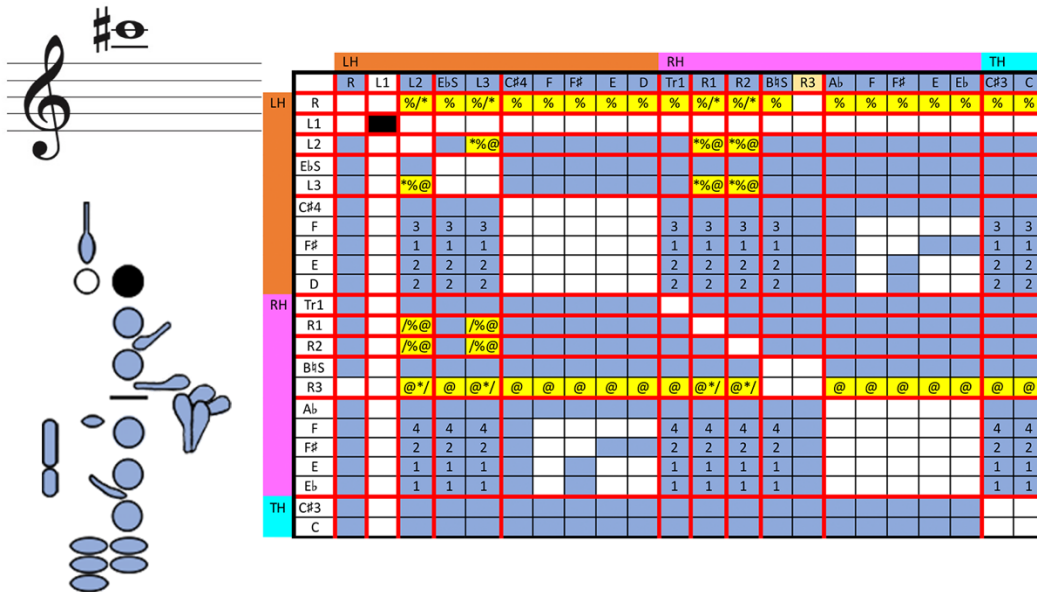 LH RH TH
R L1 L2 E♭S L3 C♯4 F F♯ E D Tr1 R1 R2 B♮S R3 A♭ F F♯ E E♭ C♯3 C
LH R %/* % %/* % % % % % % %/* %/* % % % % % % % %
L1
L2 *%@ *%@ *%@
E♭S
L3 *%@ *%@ *%@
C♯4
F 3 3 3 3 3 3 3 3 3
F♯ 1 1 1 1 1 1 1 1 1
E 2 2 2 2 2 2 2 2 2
D 2 2 2 2 2 2 2 2 2
RH Tr1
R1 /%@ /%@
R2 /%@ /%@
B♮S
R3 @*/ @ @*/ @ @ @ @ @ @ @*/ @*/ @ @ @ @ @ @ @
A♭
F 4 4 4 4 4 4 4 4 4
F♯ 2 2 2 2 2 2 2 2 2
E 1 1 1 1 1 1 1 1 1
E♭ 1 1 1 1 1 1 1 1 1
TH C♯3
C